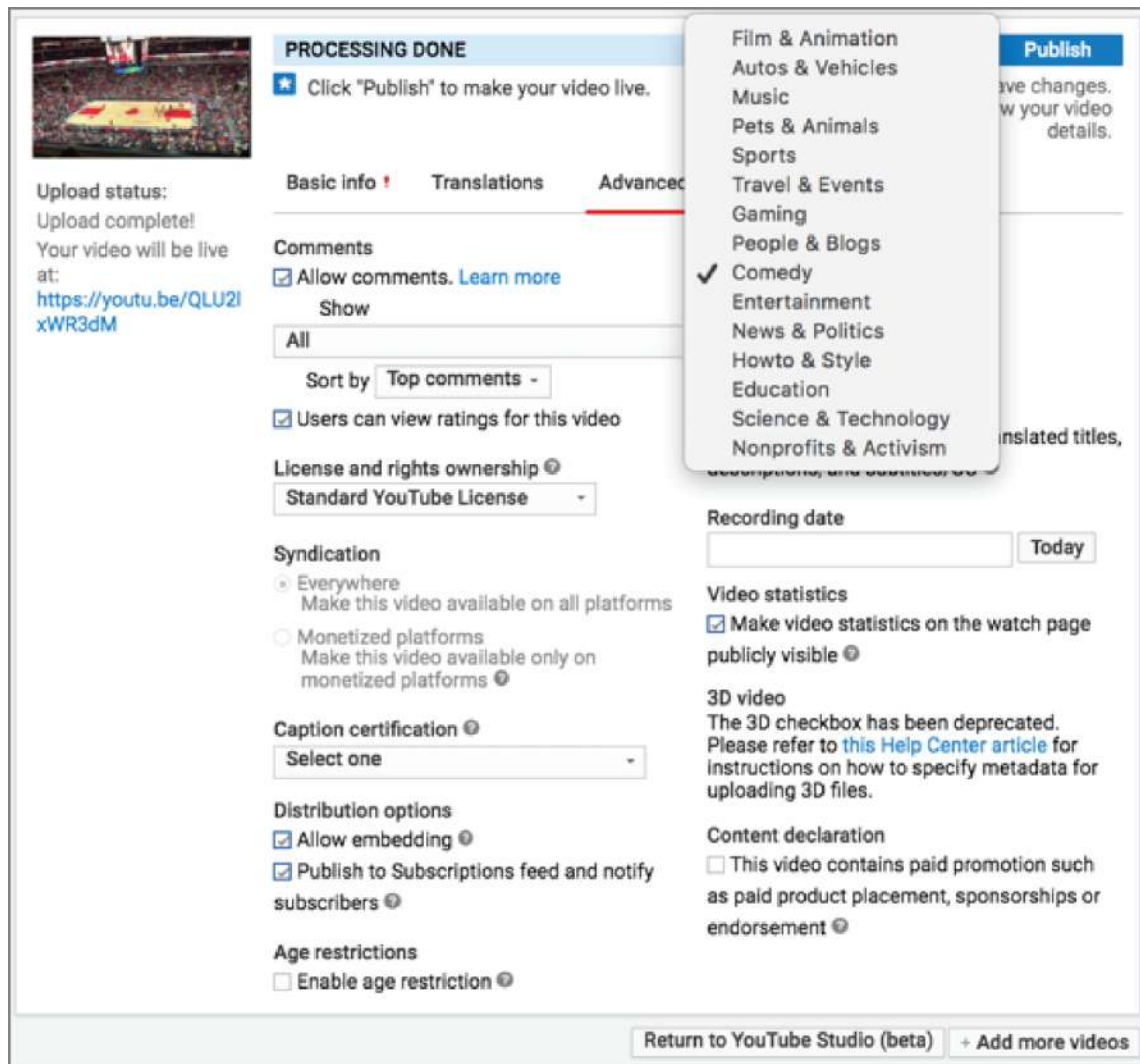 PROCESSING DONE
Publish
Click "Publish" to make your video live.
ave changes.
w your video
details.
Upload status:
Upload complete!
Your video will be live
at:
https://youtu.be/QLU2l
xWR3dM
Basic info !
Translations
Advanced
Film & Animation
Autos & Vehicles
Music
Pets & Animals
Sports
Travel & Events
Gaming
People & Blogs
✓ Comedy
Entertainment
News & Politics
Howto & Style
Education
Science & Technology
Nonprofits & Activism
Comments
Allow comments. Learn more
Show
All
Sort by Top comments
Users can view ratings for this video
License and rights ownership ?
Standard YouTube License
Syndication
Everywhere
Make this video available on all platforms
Monetized platforms
Make this video available only on
monetized platforms ?
Caption certification ?
Select one
Distribution options
Allow embedding ?
Publish to Subscriptions feed and notify
subscribers ?
Age restrictions
Enable age restriction ?
anslated titles,
Recording date
Today
Video statistics
Make video statistics on the watch page
publicly visible ?
3D video
The 3D checkbox has been deprecated.
Please refer to this Help Center article for
instructions on how to specify metadata for
uploading 3D files.
Content declaration
This video contains paid promotion such
as paid product placement, sponsorships or
endorsement ?
Return to YouTube Studio (beta)
+ Add more videos